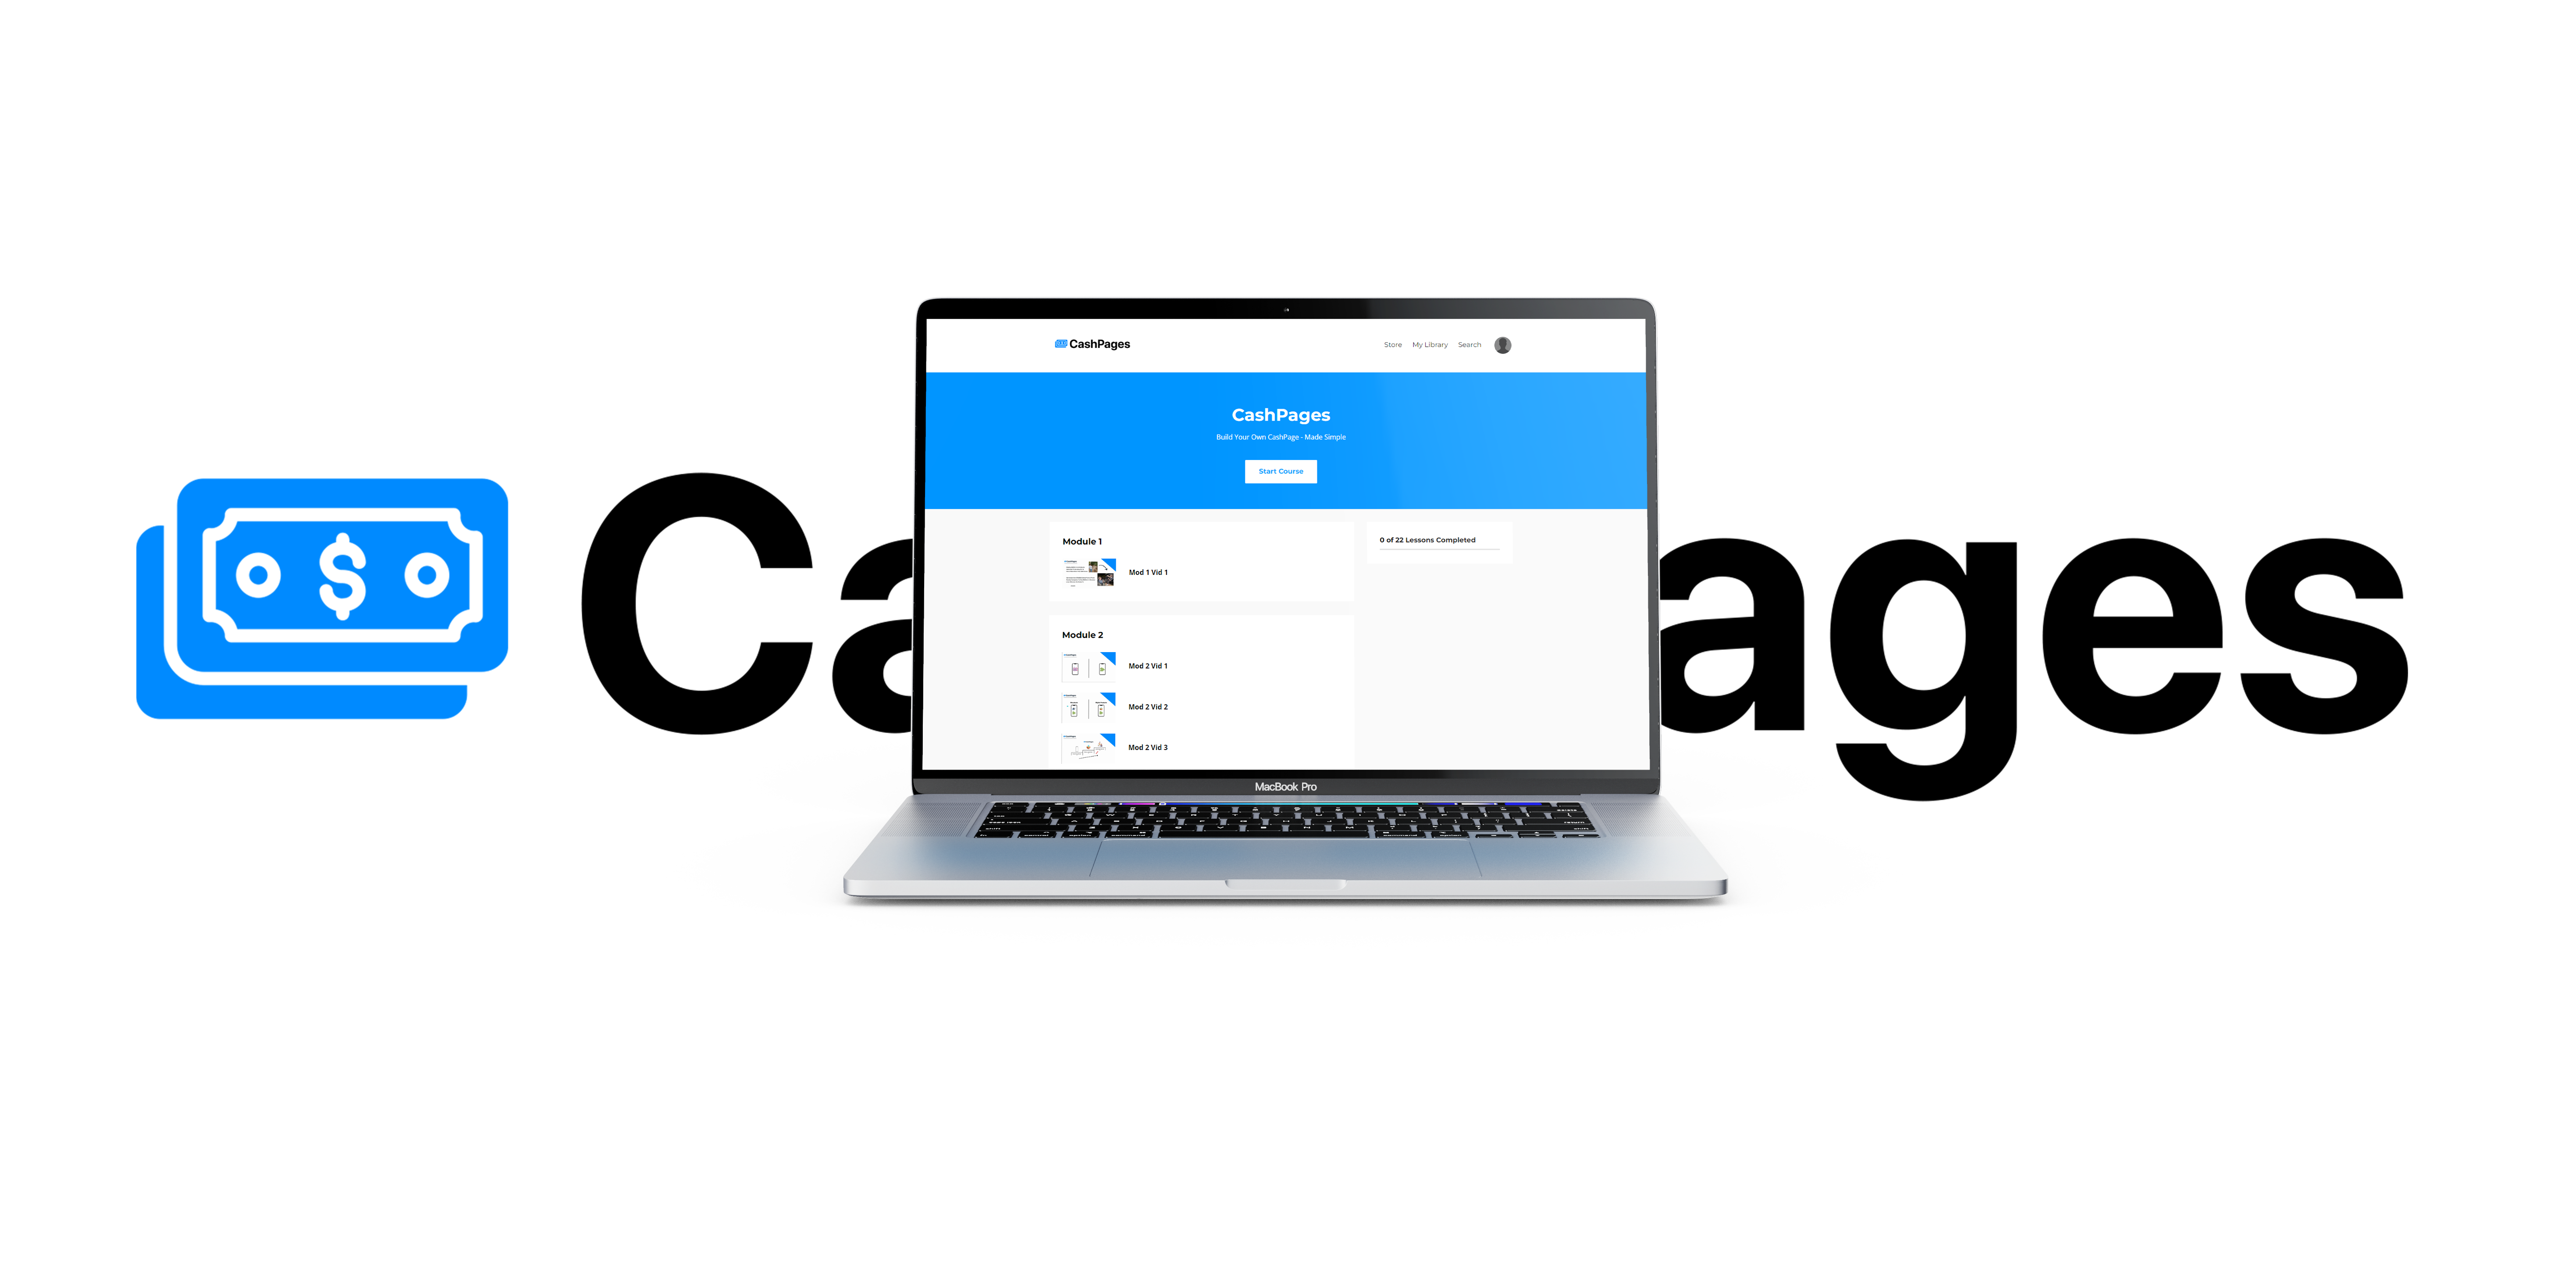 $
Ca ages
CashPages
Store My Library Search
CashPages
Build Your Own CashPage - Made Simple
Start Course
Module 1
0 of 22 Lessons Completed
Mod 1 Vid 1
Module 2
Mod 2 Vid 1
Mod 2 Vid 2
Mod 2 Vid 3
MacBook Pro